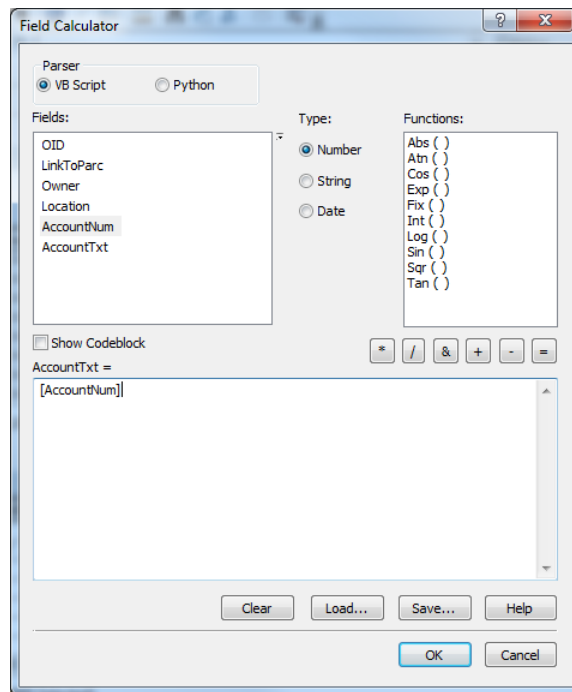 Field Calculator
Parser
VB Script Python
Fields: Type: Functions:
OID
LinkToParc
Owner
Location
AccountNum
AccountTxt
Number
String
Date
Abs ( )
Atn ( )
Cos ( )
Exp ( )
Fix ( )
Int ( )
Log ( )
Sin ( )
Sqr ( )
Tan ( )
Show Codeblock
* / & + - =
AccountTxt =
[AccountNum]
Clear Load... Save... Help
OK Cancel